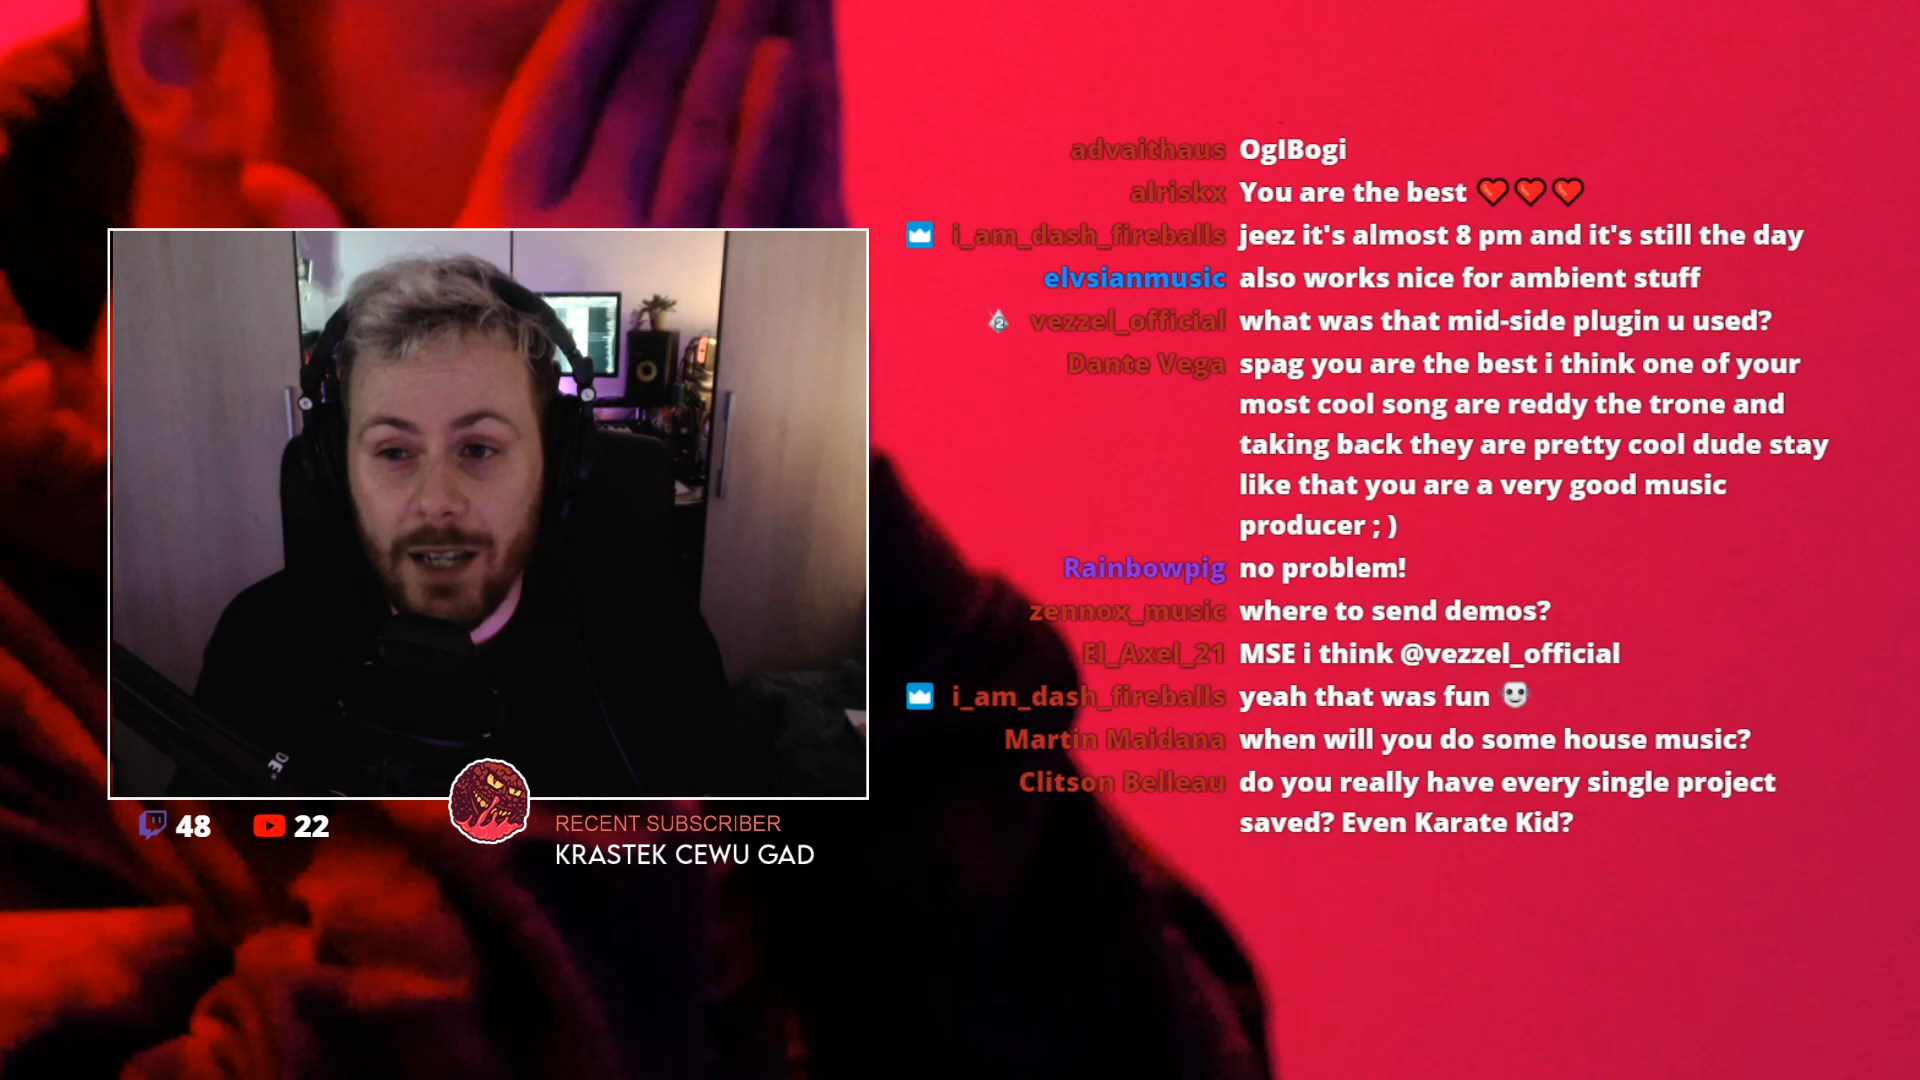 advaithaus OgIBogi
alriskx You are the best
i_am_dash_fireballs jeez it's almost 8 pm and it's still the day
elvsianmusic also works nice for ambient stuff
2 vezzel_official what was that mid-side plugin u used?
Dante Vega spag you are the best i think one of your
most cool song are reddy the trone and
taking back they are pretty cool dude stay
like that you are a very good music
producer ; )
Rainbowpig no problem!
zennox_music where to send demos?
El_Axel_21 MSE i think @vezzel_official
i_am_dash_fireballs yeah that was fun
Martin Maidana when will you do some house music?
Clitson Belleau do you really have every single project
saved? Even Karate Kid?
48 22
RECENT SUBSCRIBER
KRASTEK CEWU GAD